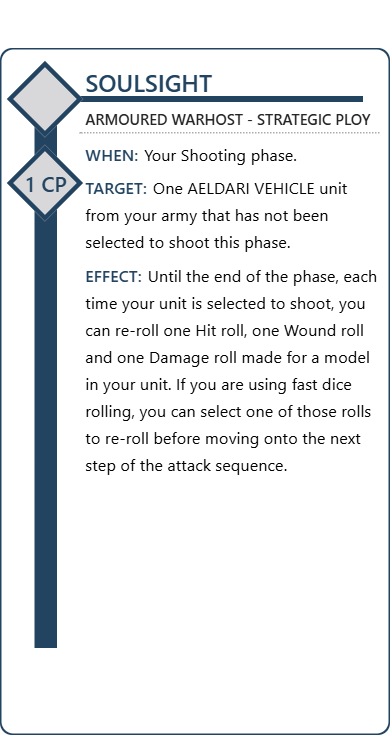 SOULSIGHT
ARMOURED WARHOST - STRATEGIC PLOY
WHEN: Your Shooting phase.
1 CP
TARGET: One AELDARI VEHICLE unit
from your army that has not been
selected to shoot this phase.
EFFECT: Until the end of the phase, each
time your unit is selected to shoot, you
can re-roll one Hit roll, one Wound roll
and one Damage roll made for a model
in your unit. If you are using fast dice
rolling, you can select one of those rolls
to re-roll before moving onto the next
step of the attack sequence.